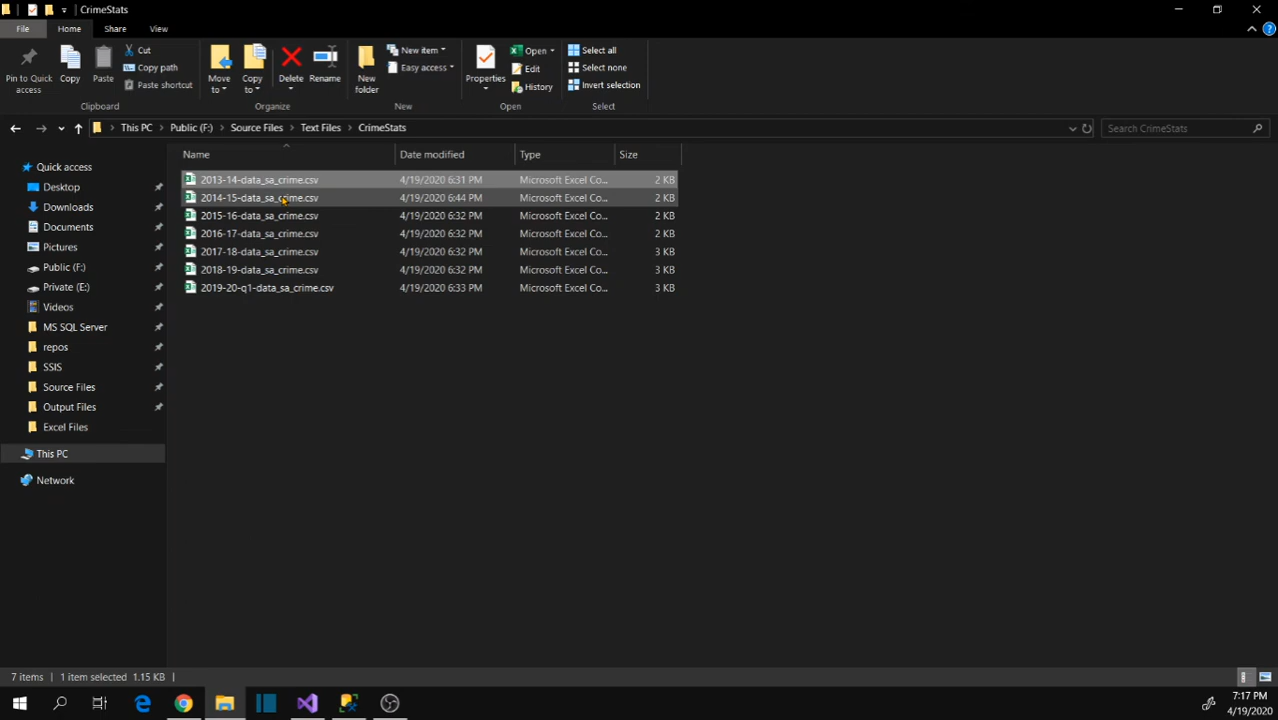 CrimeStats
File Home Share View
Pin to Quick access
Copy
Paste
Cut
Copy path
Paste shortcut
Clipboard
Move to
Copy to
Delete
Rename
Organize
New folder
New item
Easy access
New
Properties
Open
Edit
History
Open
Select all
Select none
Invert selection
Select
This PC Public (F:) Source Files Text Files CrimeStats
Search CrimeStats
Name Date modified Type Size
2013-14-data_sa_crime.csv 4/19/2020 6:31 PM Microsoft Excel Co... 2 KB
2014-15-data_sa_crime.csv 4/19/2020 6:44 PM Microsoft Excel Co... 2 KB
2015-16-data_sa_crime.csv 4/19/2020 6:32 PM Microsoft Excel Co... 2 KB
2016-17-data_sa_crime.csv 4/19/2020 6:32 PM Microsoft Excel Co... 2 KB
2017-18-data_sa_crime.csv 4/19/2020 6:32 PM Microsoft Excel Co... 3 KB
2018-19-data_sa_crime.csv 4/19/2020 6:32 PM Microsoft Excel Co... 3 KB
2019-20-q1-data_sa_crime.csv 4/19/2020 6:33 PM Microsoft Excel Co... 3 KB
Quick access
Desktop
Downloads
Documents
Pictures
Public (F:)
Private (E:)
Videos
MS SQL Server
repos
SSIS
Source Files
Output Files
Excel Files
This PC
Network
7 items 1 item selected 1.15 KB
7:17 PM
4/19/2020